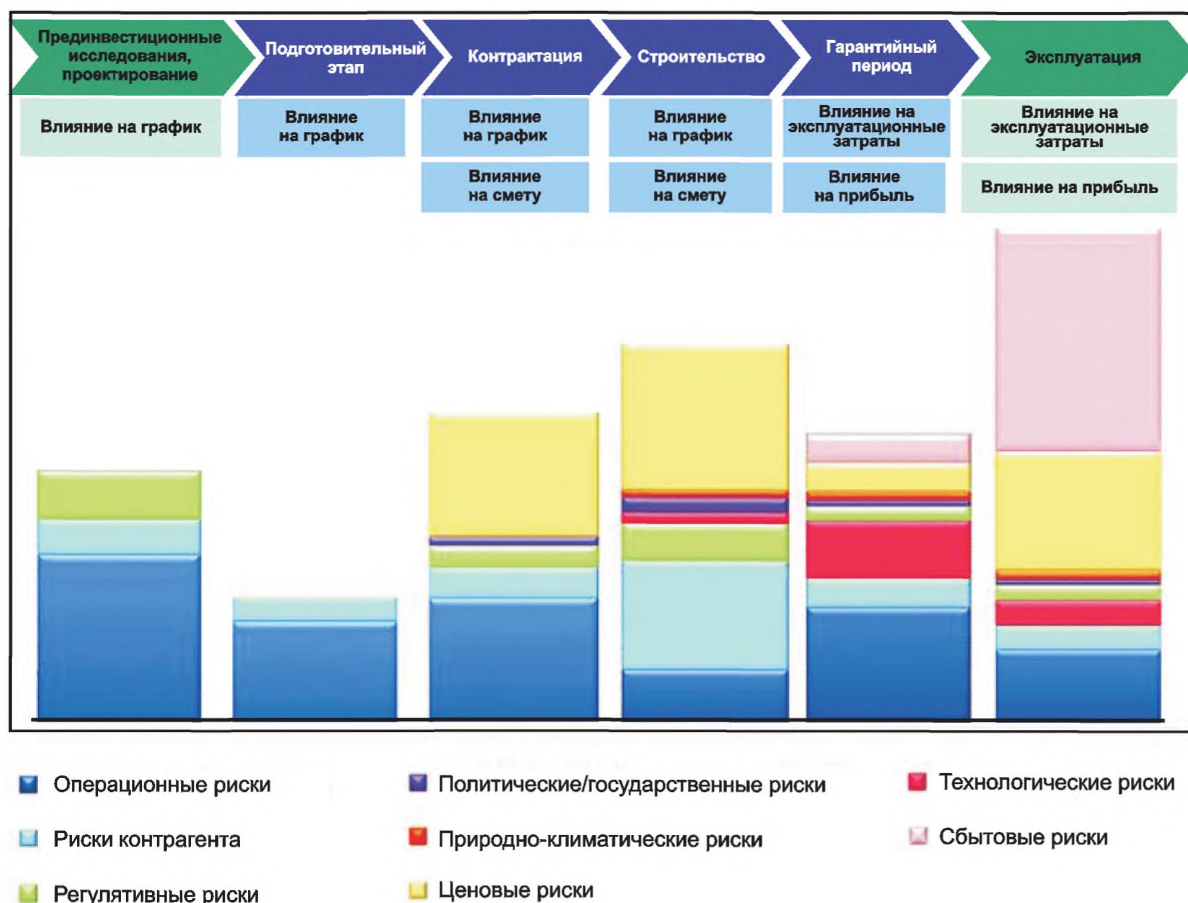 Прединвестиционные
исследования,
проектирование
Подготовительный
этап
Контрактация
Строительство
Гарантийный
период
Эксплуатация
Влияние на график
Влияние
на график
Влияние
на график
Влияние
на график
Влияние на
эксплуатационные
затраты
Влияние на
эксплуатационные
затраты
Влияние
на смету
Влияние
на смету
Влияние
на прибыль
Влияние на прибыль
Операционные риски
Политические/государственные риски
Технологические риски
Риски контрагента
Природно-климатические риски
Сбытовые риски
Регулятивные риски
Ценовые риски